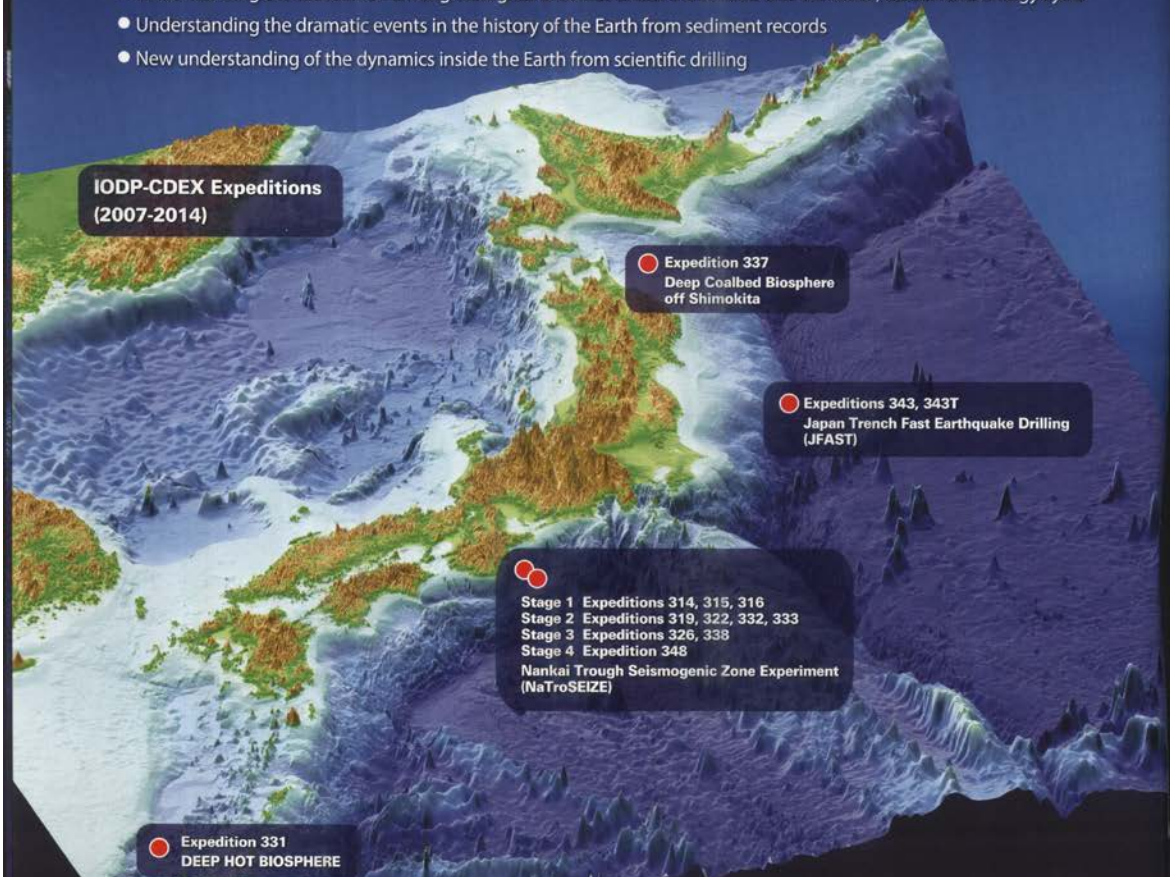 ● Understanding the dramatic events in the history of the Earth from sediment records
● New understanding of the dynamics inside the Earth from scientific drilling
IODP-CDEX Expeditions
(2007-2014)
Expedition 337
Deep Coalbed Biosphere
off Shimokita
Expeditions 343, 343T
Japan Trench Fast Earthquake Drilling
(JFAST)
Stage 1 Expeditions 314, 315, 316
Stage 2 Expeditions 319, 322, 332, 333
Stage 3 Expeditions 326, 338
Stage 4 Expedition 348
Nankai Trough Seismogenic Zone Experiment
(NaTroSEIZE)
Expedition 331
DEEP HOT BIOSPHERE